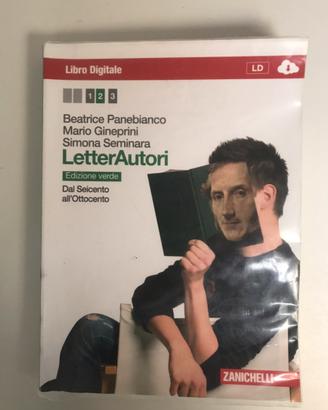 Libro Digitale
LD
1 2 3
Beatrice Panebianco
Mario Gineprini
Simona Seminara
LetterAutori
Edizione verde
Dal Seicento
all'Ottocento
ZANICHELLI